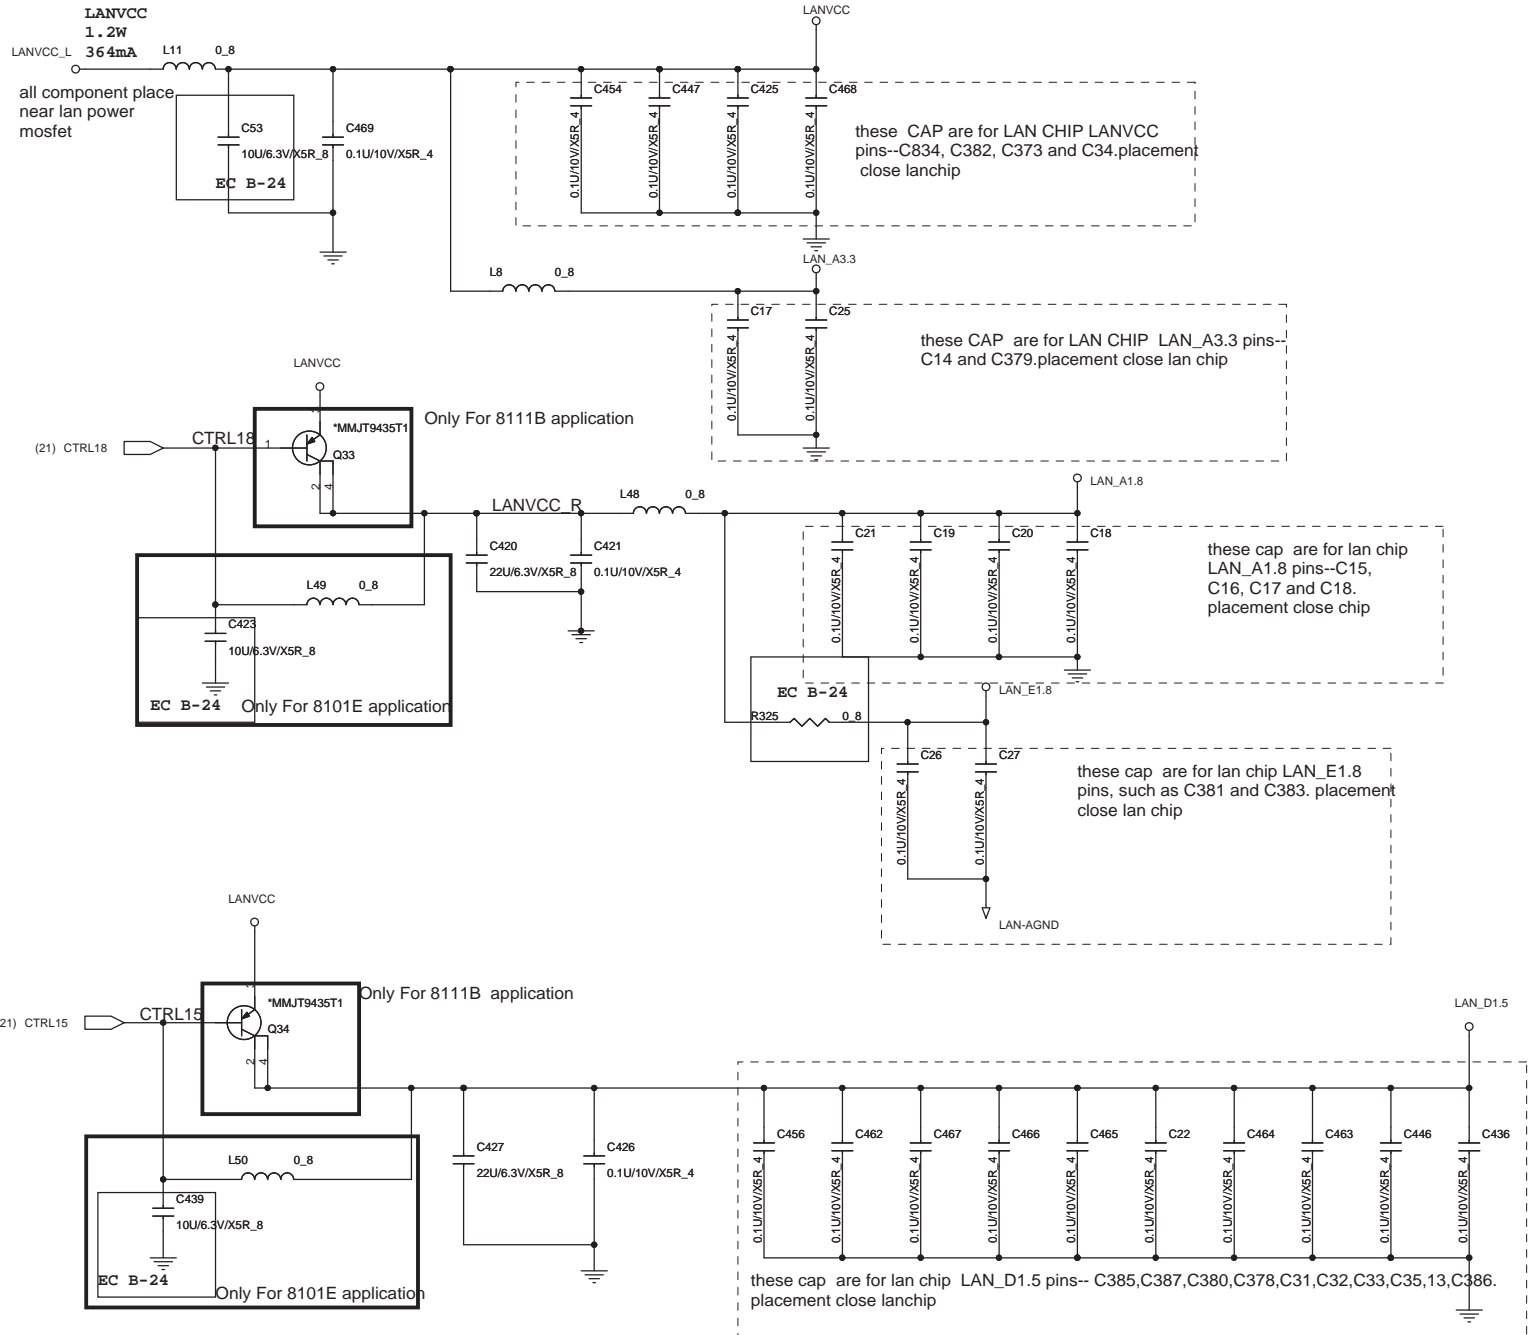 LANVCC
1.2W
364mA
LANVCC_L
L11 0_8
LANVCC
all component place
near lan power
mosfet
C53
10U/6.3V/X5R_8
EC B-24
C469
0.1U/10V/X5R_4
C454
0.1U/10V/X5R_4
C447
0.1U/10V/X5R_4
C425
0.1U/10V/X5R_4
C468
0.1U/10V/X5R_4
these CAP are for LAN CHIP LANVCC
pins--C834, C382, C373 and C34.placement
close lanchip
LAN_A3.3
L8 0_8
C17
0.1U/10V/X5R_4
C25
0.1U/10V/X5R_4
these CAP are for LAN CHIP LAN_A3.3 pins--
C14 and C379.placement close lan chip
LANVCC
Only For 8111B application
(21) CTRL18
CTRL18
1
*MMJT9435T1
Q33
2
4
LANVCC_R
L48 0_8
LAN_A1.8
C420
22U/6.3V/X5R_8
C421
0.1U/10V/X5R_4
L49 0_8
C423
10U/6.3V/X5R_8
EC B-24
Only For 8101E application
C21
0.1U/10V/X5R_4
C19
0.1U/10V/X5R_4
C20
0.1U/10V/X5R_4
C18
0.1U/10V/X5R_4
these cap are for lan chip
LAN_A1.8 pins--C15,
C16, C17 and C18.
placement close chip
EC B-24
R325 0_8
LAN_E1.8
C26
0.1U/10V/X5R_4
C27
0.1U/10V/X5R_4
these cap are for lan chip LAN_E1.8
pins, such as C381 and C383. placement
close lan chip
LAN-AGND
LANVCC
Only For 8111B application
21) CTRL15
CTRL15
*MMJT9435T1
Q34
2
4
LAN_D1.5
L50 0_8
C439
10U/6.3V/X5R_8
EC B-24
Only For 8101E application
C427
22U/6.3V/X5R_8
C426
0.1U/10V/X5R_4
C456
0.1U/10V/X5R_4
C462
0.1U/10V/X5R_4
C467
0.1U/10V/X5R_4
C466
0.1U/10V/X5R_4
C465
0.1U/10V/X5R_4
C22
0.1U/10V/X5R_4
C464
0.1U/10V/X5R_4
C463
0.1U/10V/X5R_4
C446
0.1U/10V/X5R_4
C436
0.1U/10V/X5R_4
these cap are for lan chip LAN_D1.5 pins-- C385,C387,C380,C378,C31,C32,C33,C35,13,C386.
placement close lanchip